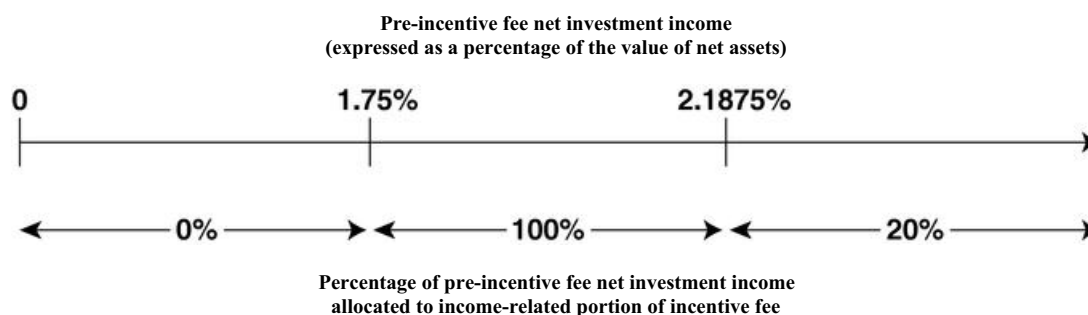 Pre-incentive fee net investment income
(expressed as a percentage of the value of net assets)
0 1.75% 2.1875%
0% 100% 20%
Percentage of pre-incentive fee net investment income
allocated to income-related portion of incentive fee